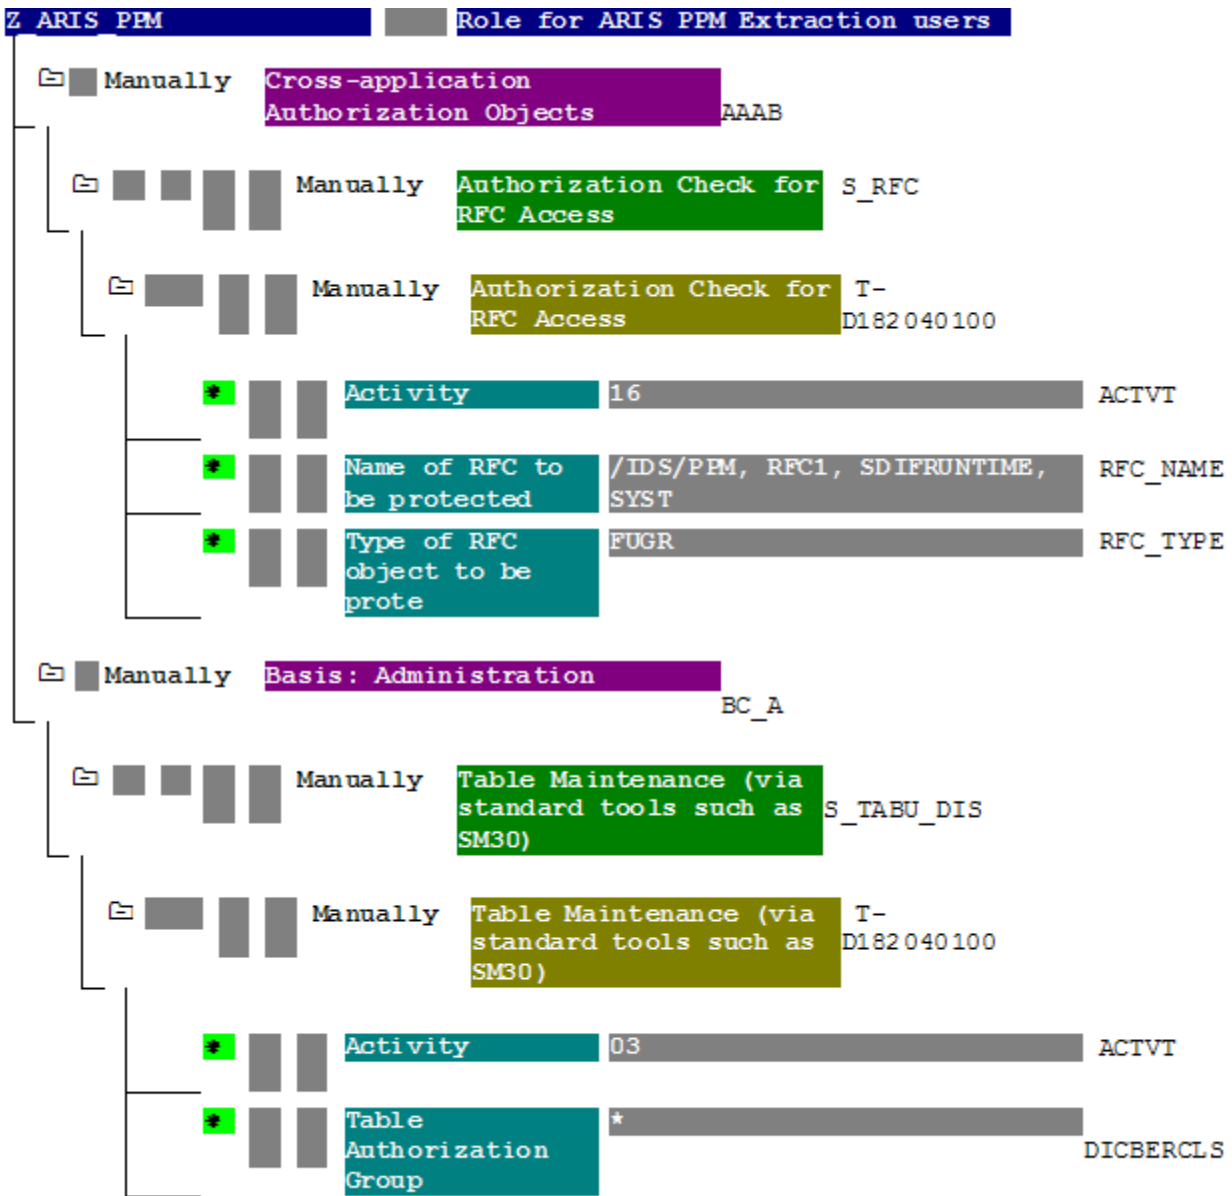 Z_ARIS_PPM Role for ARIS PPM Extraction users
Manually Cross-application
Authorization Objects AAAB
Manually Authorization Check for S_RFC
RFC Access
Manually Authorization Check for T-
RFC Access D182040100
* Activity 16 ACTVT
* Name of RFC to /IDS/PPM, RFC1, SDIFRUNTIME, RFC_NAME
be protected SYST
* Type of RFC FUGR RFC_TYPE
object to be
prote
Manually Basis: Administration
BC_A
Manually Table Maintenance (via
standard tools such as S_TABU_DIS
SM30)
Manually Table Maintenance (via T-
standard tools such as D182040100
SM30)
* Activity 03 ACTVT
* Table *
Authorization DICBERCLS
Group